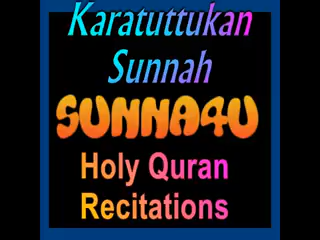 Karatuttukan
Sunnah
SUNNA4U
Holy Quran
Recitations